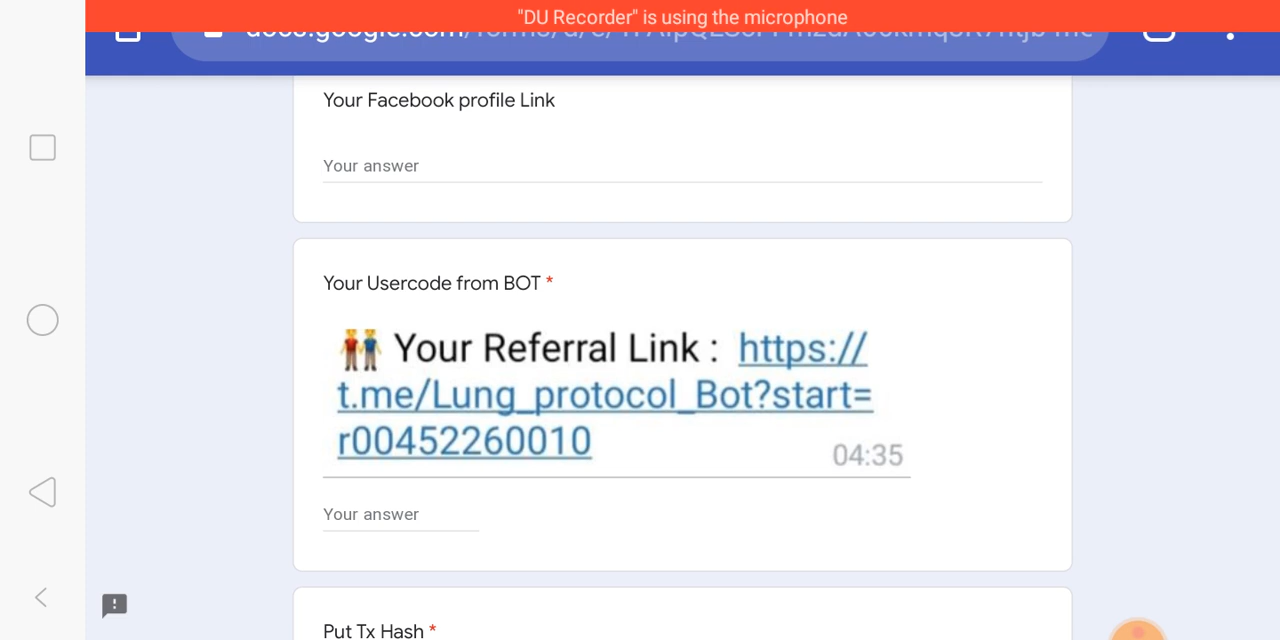 "DU Recorder" is using the microphone
Your Facebook profile Link
Your answer
Your Usercode from BOT *
Your Referral Link : https://
t.me/Lung_protocol_Bot?start=
r00452260010
04:35
Your answer
Put Tx Hash *